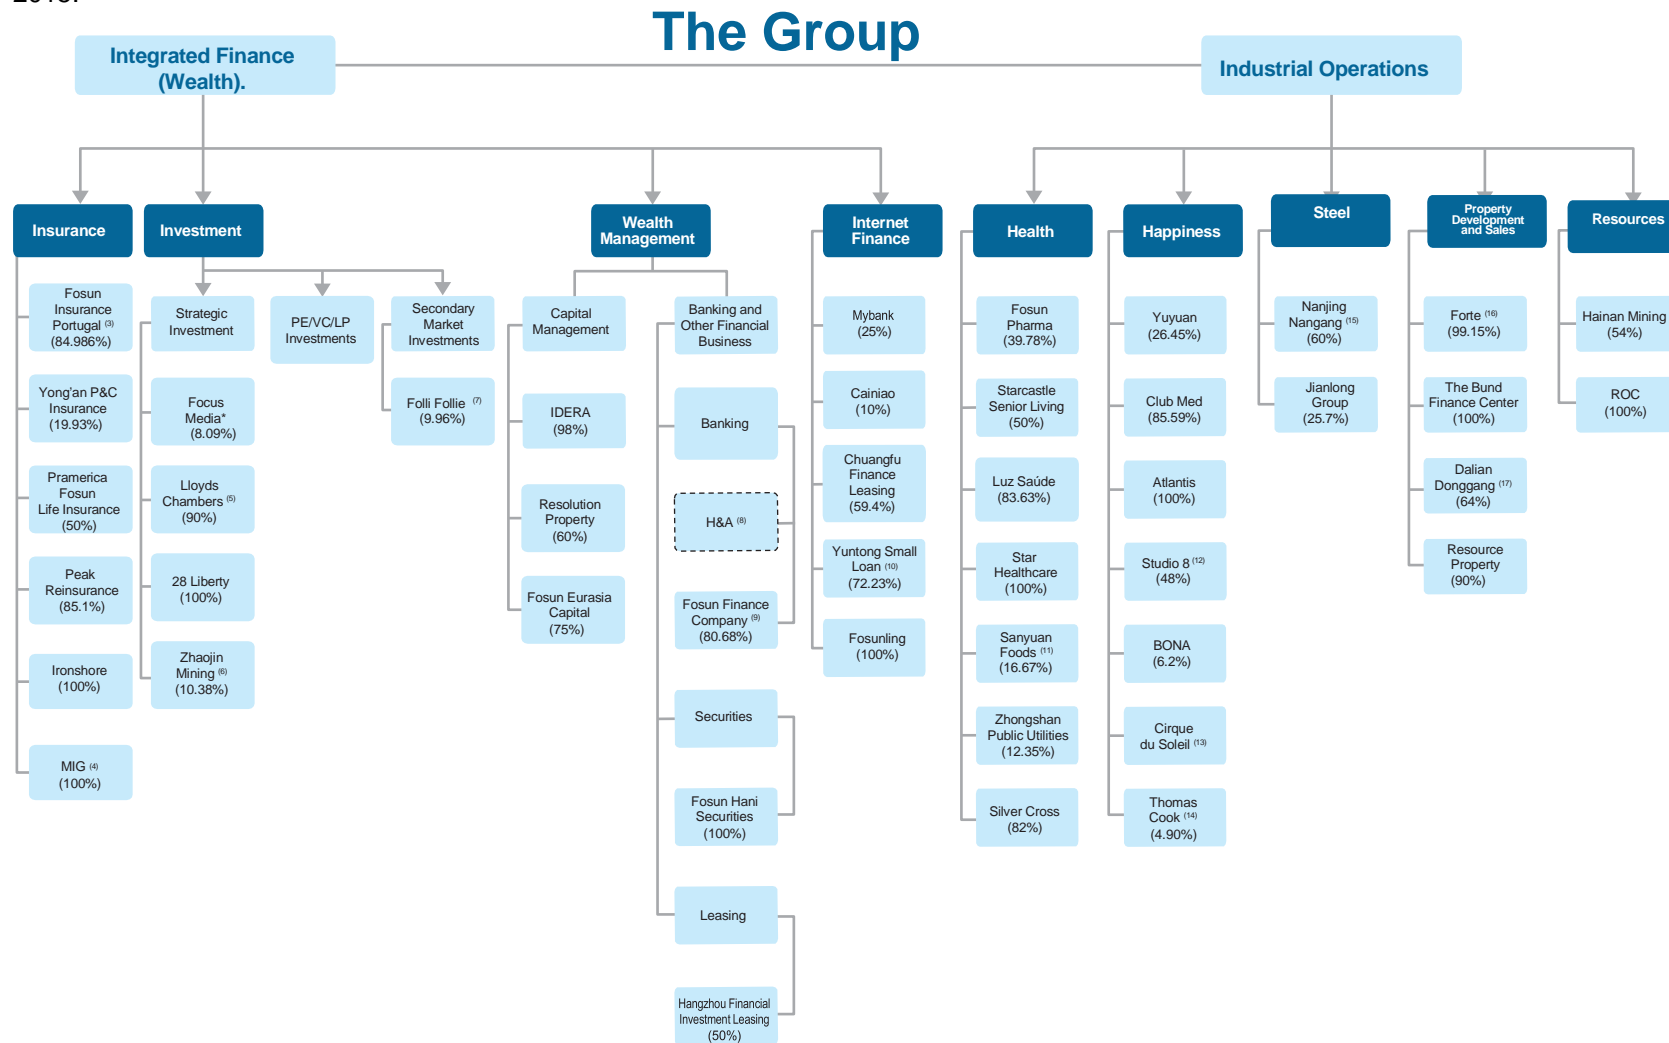 The Group
Integrated Finance
(Wealth).
Industrial Operations
Insurance
Investment
Wealth
Management
Internet
Finance
Health
Happiness
Steel
Property
Development
and Sales
Resources
Fosun
Insurance
Portugal (3)
(84.986%)
Yong'an P&C
Insurance
(19.93%)
Pramerica
Fosun
Life Insurance
(50%)
Peak
Reinsurance
(85.1%)
Ironshore
(100%)
MIG (4)
(100%)
Strategic
Investment
Focus
Media*
(8.09%)
Lloyds
Chambers (5)
(90%)
28 Liberty
(100%)
Zhaojin
Mining (6)
(10.38%)
PE/VC/LP
Investments
Secondary
Market
Investments
Folli Follie (7)
(9.96%)
Capital
Management
IDERA
(98%)
Resolution
Property
(60%)
Fosun Eurasia
Capital
(75%)
Banking and
Other Financial
Business
Banking
H&A (8)
Fosun Finance
Company (9)
(80.68%)
Securities
Fosun Hani
Securities
(100%)
Leasing
Hangzhou Financial
Investment Leasing
(50%)
Mybank
(25%)
Cainiao
(10%)
Chuangfu
Finance
Leasing
(59.4%)
Yuntong Small
Loan (10)
(72.23%)
Fosunling
(100%)
Fosun
Pharma
(39.78%)
Starcastle
Senior Living
(50%)
Luz Saúde
(83.63%)
Star
Healthcare
(100%)
Sanyuan
Foods (11)
(16.67%)
Zhongshan
Public Utilities
(12.35%)
Silver Cross
(82%)
Yuyuan
(26.45%)
Club Med
(85.59%)
Atlantis
(100%)
Studio 8 (12)
(48%)
BONA
(6.2%)
Cirque
du Soleil (13)
Thomas
Cook (14)
(4.90%)
Nanjing
Nangang (15)
(60%)
Jianlong
Group
(25.7%)
Forte (16)
(99.15%)
The Bund
Finance Center
(100%)
Dalian
Donggang (17)
(64%)
Resource
Property
(90%)
Hainan Mining
(54%)
ROC
(100%)